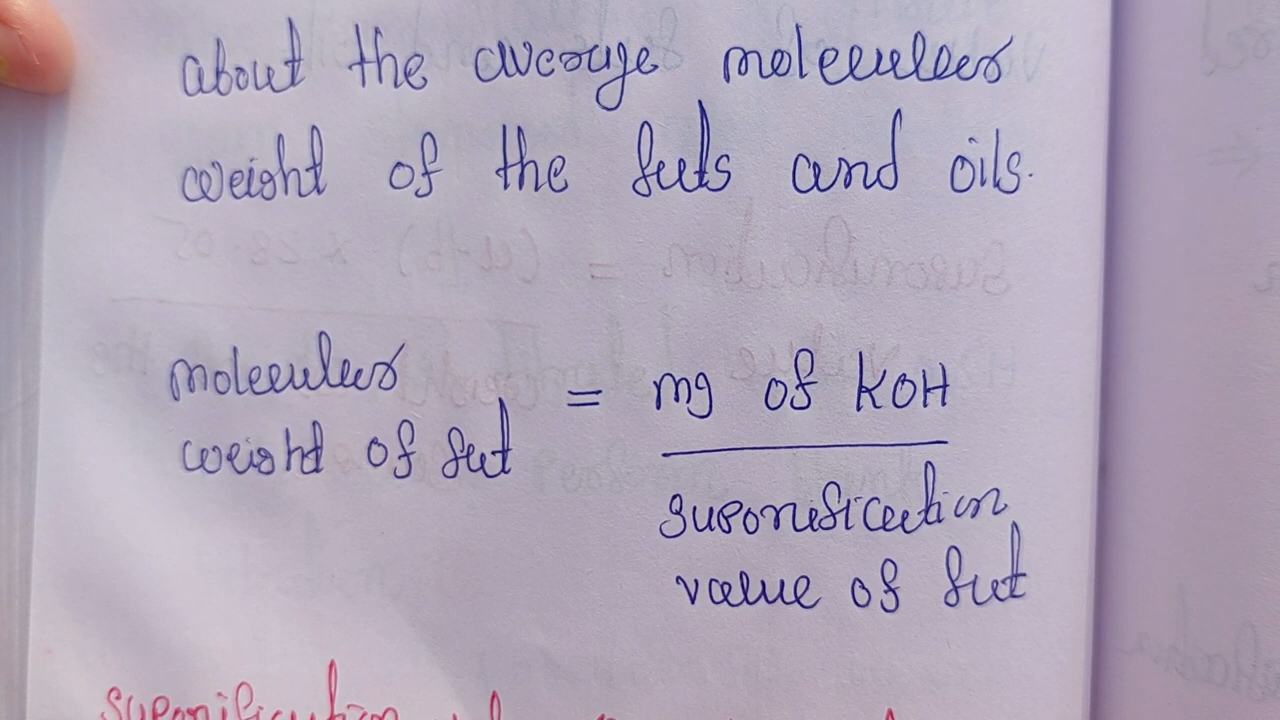 about the average molecular
weight of the fats and oils.
molecular = mg of KOH
weight of fat
saponification
value of fat
saponification